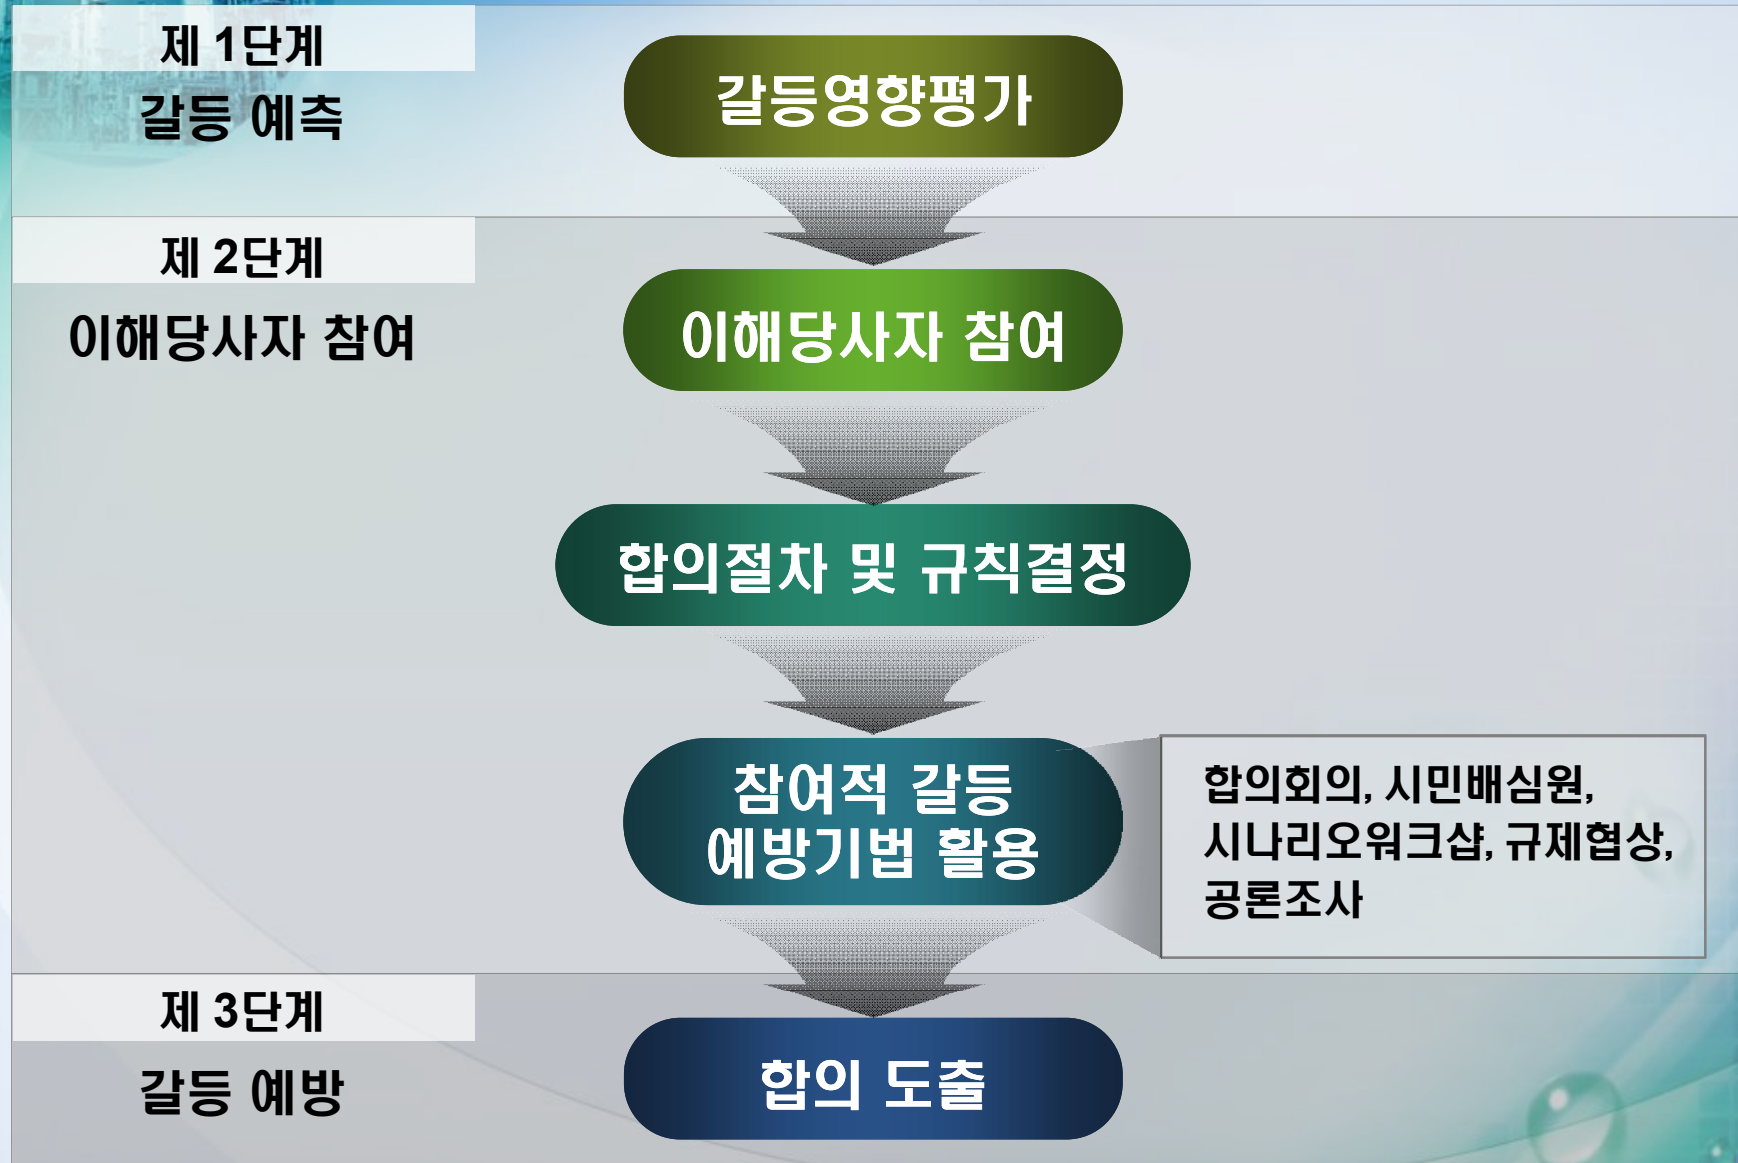 제 1단계
갈등 예측
갈등영향평가
제 2단계
이해당사자 참여
이해당사자 참여
합의절차 및 규칙결정
참여적 갈등
예방기법 활용
합의회의, 시민배심원,
시나리오워크샵, 규제협상,
공론조사
제 3단계
갈등 예방
합의 도출